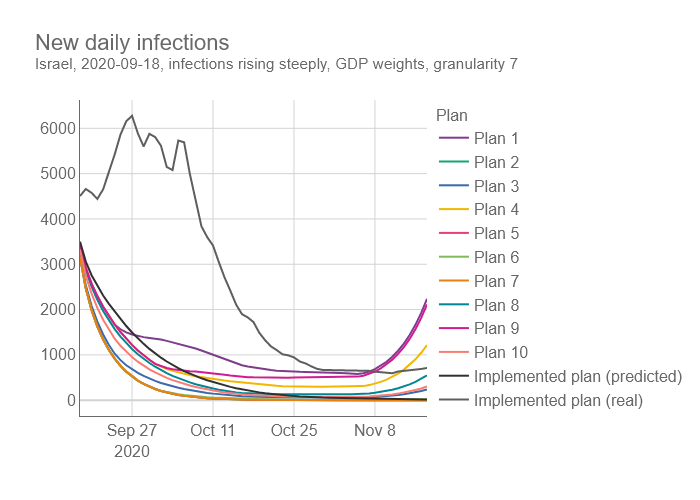 New daily infections
Israel, 2020-09-18, infections rising steeply, GDP weights, granularity 7
Plan
6000
5000
4000
3000
2000
1000
0
Plan 1
Plan 2
Plan 3
Plan 4
Plan 5
Plan 6
Plan 7
Plan 8
Plan 9
Plan 10
Implemented plan (predicted)
Implemented plan (real)
Sep 27
2020
Oct 11
Oct 25
Nov 8